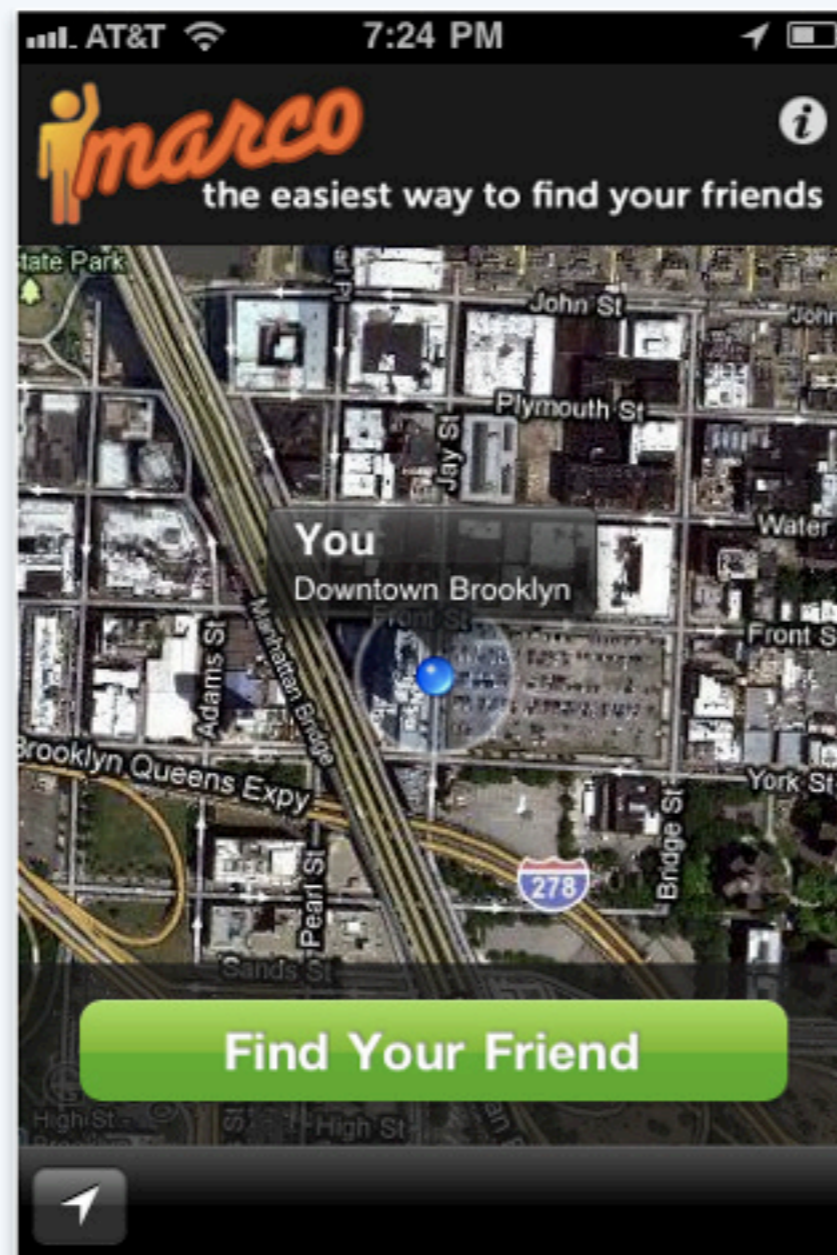 AT&T 7:24 PM
marco
the easiest way to find your friends
tate Park
John St
John
Plymouth St
Jay St
Water
You
Downtown Brooklyn
Front St
Front S
Adams St
Manhattan Bridge
Brooklyn Queens Expy
York St
278
Bridge St
Pearl St
Sands St
Find Your Friend
High St
St
High St